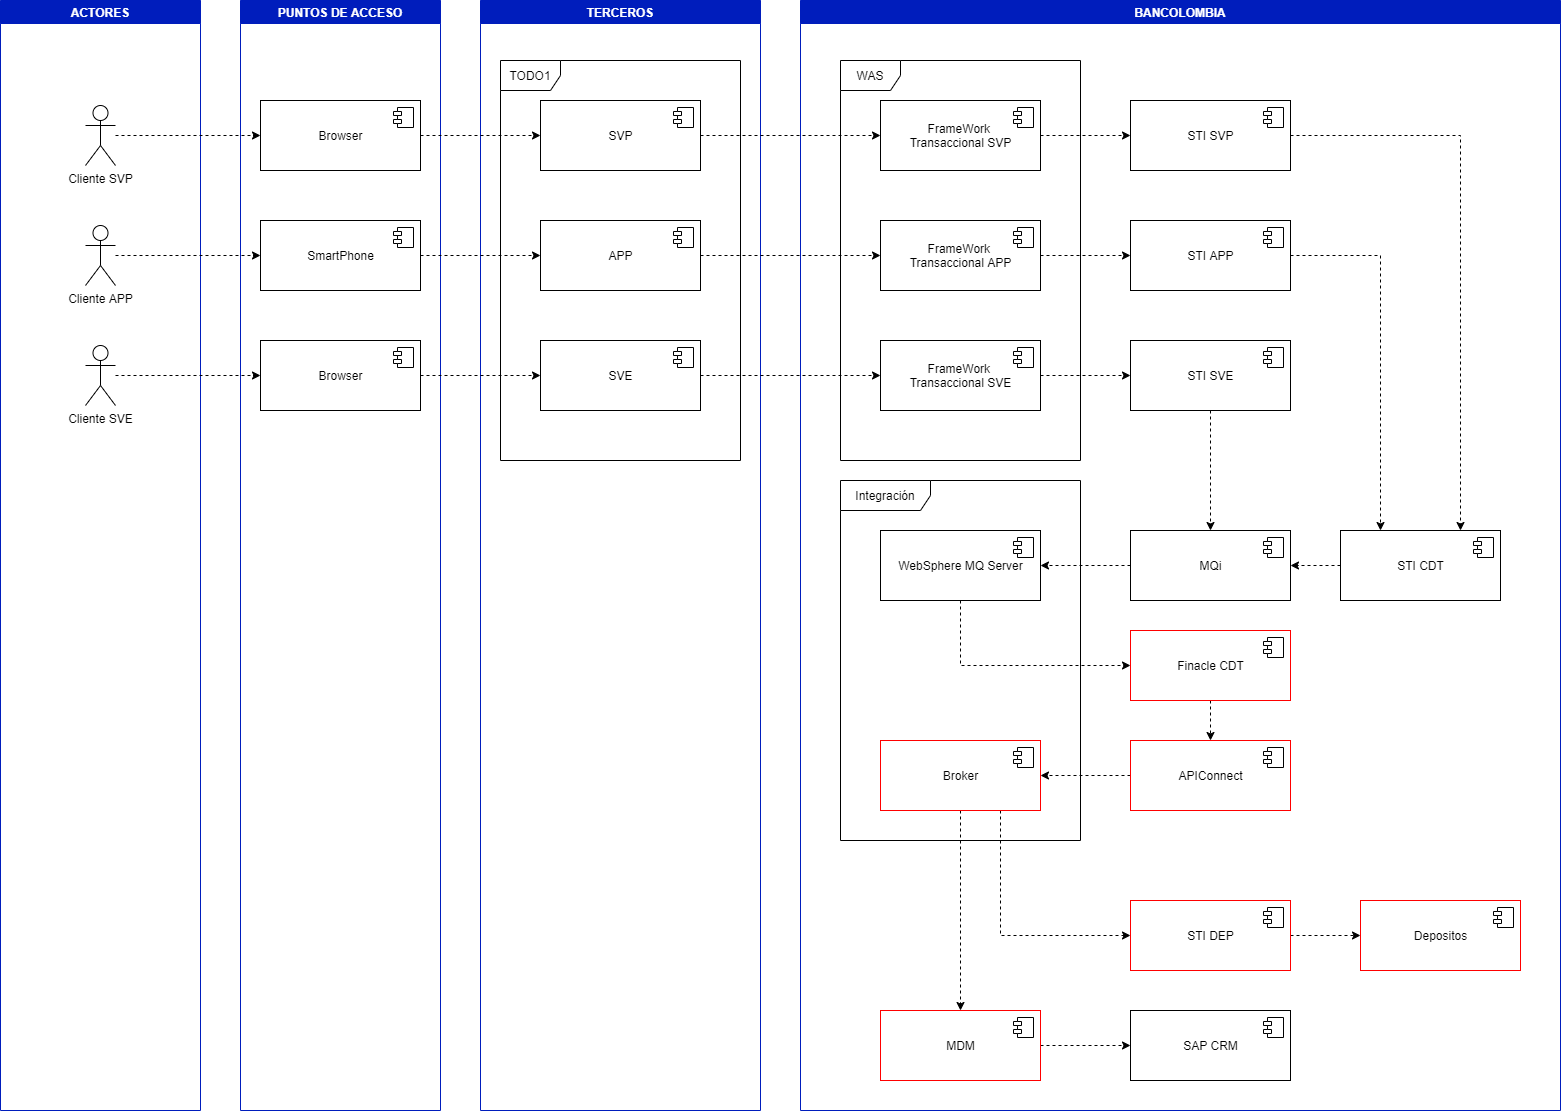 ACTORES
PUNTOS DE ACCESO
TERCEROS
BANCOLOMBIA
TODO1
WAS
Cliente SVP
Browser
SVP
FrameWork
Transaccional SVP
STI SVP
Cliente APP
SmartPhone
APP
FrameWork
Transaccional APP
STI APP
Cliente SVE
Browser
SVE
FrameWork
Transaccional SVE
STI SVE
Integración
WebSphere MQ Server
MQi
STI CDT
Finacle CDT
Broker
APIConnect
STI DEP
Depositos
MDM
SAP CRM